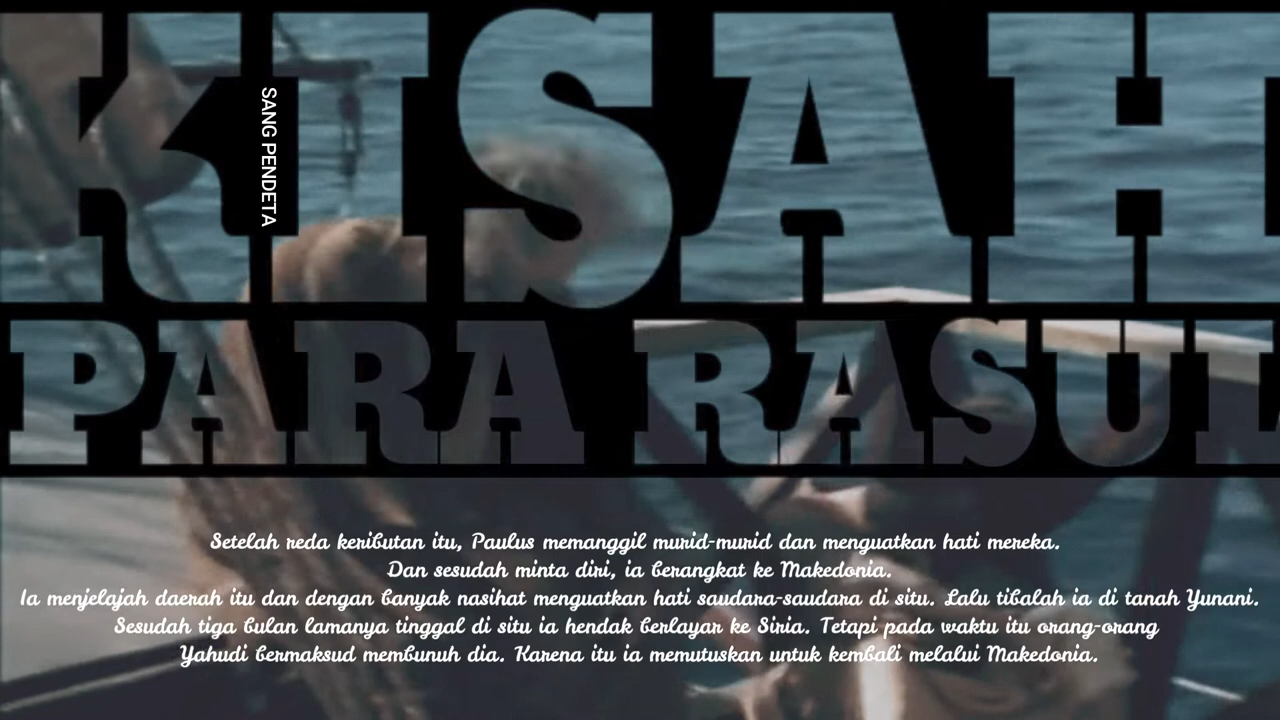 KISAH
SANG PENDETA
PARA RASUL
Setelah reda keributan itu, Paulus memanggil murid-murid dan menguatkan hati mereka.
Dan sesudah minta diri, ia berangkat ke Makedonia.
Ia menjelajah daerah itu dan dengan banyak nasihat menguatkan hati saudara-saudara di situ. Lalu tibalah ia di tanah Yunani.
Sesudah tiga bulan lamanya tinggal di situ ia hendak berlayar ke Siria. Tetapi pada waktu itu orang-orang
Yahudi bermaksud membunuh dia. Karena itu ia memutuskan untuk kembali melalui Makedonia.